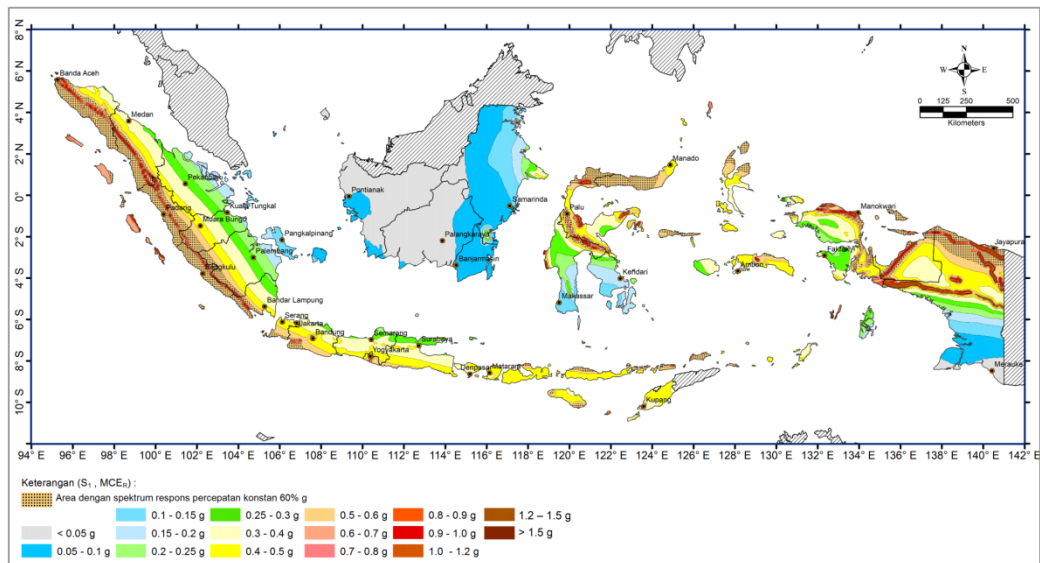 8° N
6° N
4° N
2° N
0°
2° S
4° S
6° S
8° S
10° S
N
W E
S
0 125 250 500
Kilometers
Banda Aceh
Medan
Pekanbaru
Padang
Kuala Tungkal
Muara Bungo
Pangkalpinang
Palembang
Bengkulu
Bandar Lampung
Serang
Jakarta
Bandung
Semarang
Yogyakarta
Surabaya
Denpasar
Mataram
Kupang
Pontianak
Palangkaraya
Samarinda
Banjarmasin
Manado
Palu
Kendari
Makassar
Ambon
Manokwari
Fakfak
Jayapura
Merauke
94° E 96° E 98° E 100° E 102° E 104° E 106° E 108° E 110° E 112° E 114° E 116° E 118° E 120° E 122° E 124° E 126° E 128° E 130° E 132° E 134° E 136° E 138° E 140° E 142° E
Keterangan (S₁ , MCEᵣ) :
Area dengan spektrum respons percepatan konstan 60% g
0.1 - 0.15 g 0.25 - 0.3 g 0.5 - 0.6 g 0.8 - 0.9 g 1.2 – 1.5 g
< 0.05 g 0.15 - 0.2 g 0.3 - 0.4 g 0.6 - 0.7 g 0.9 - 1.0 g > 1.5 g
0.05 - 0.1 g 0.2 - 0.25 g 0.4 - 0.5 g 0.7 - 0.8 g 1.0 - 1.2 g